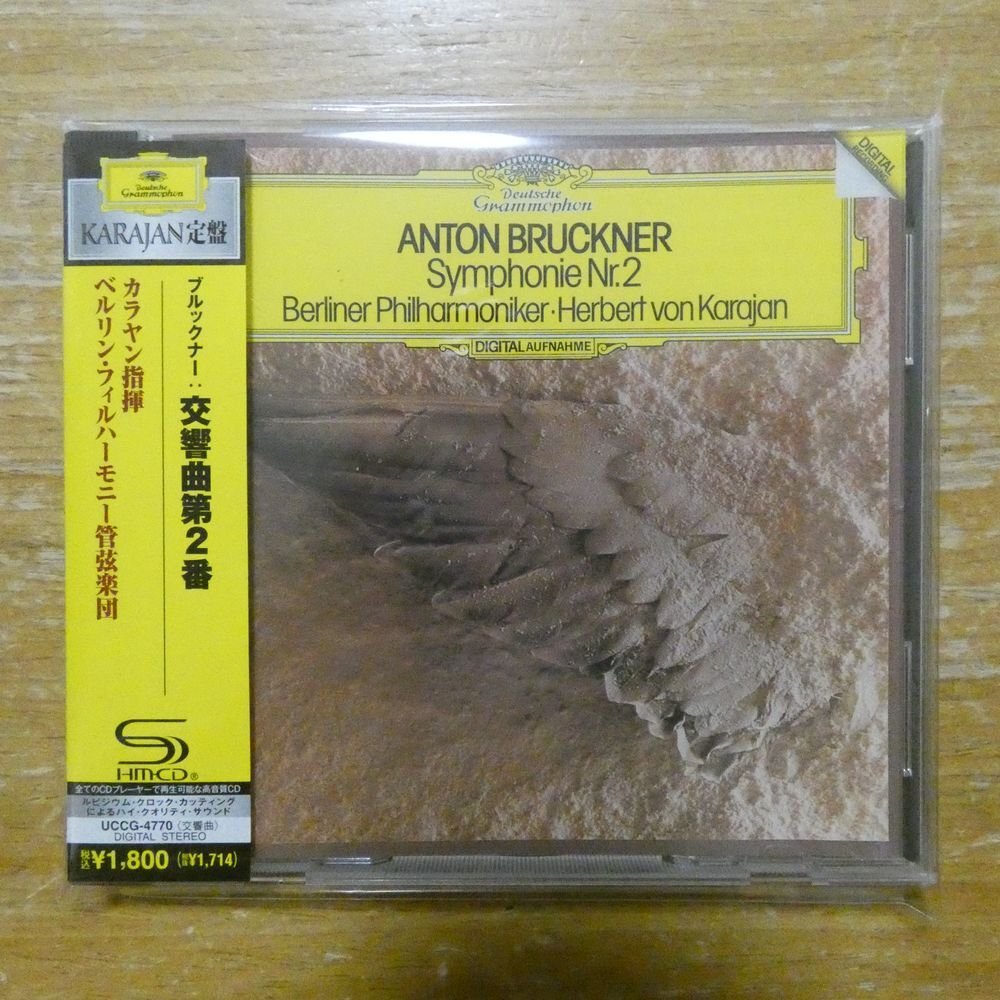 Deutsche
Grammophon
KARAJAN定盤
ブルックナー：交響曲第2番
カラヤン指揮
ベルリン・フィルハーモニー管弦楽団
SHM-CD®
全てのCDプレーヤーで再生可能な高音質CD
ルビジウム・クロック・カッティング
によるハイ・クオリティ・サウンド
UCCG-4770（交響曲）
DIGITAL STEREO
税込¥1,800（税抜¥1,714）
Deutsche
Grammophon
ANTON BRUCKNER
Symphonie Nr.2
Berliner Philharmoniker·Herbert von Karajan
DIGITAL AUFNAHME
DIGITAL
RECORDING